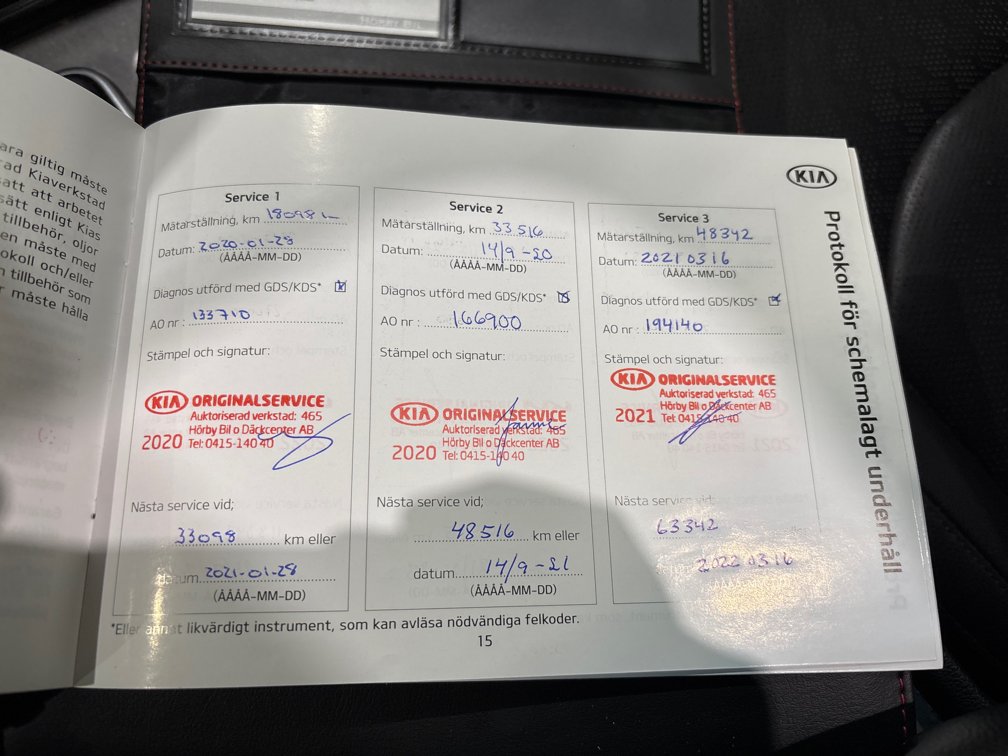 HÖRBY BIL
ara giltig måste
rad Kiaverkstad
att att arbetet
sätt enligt Kias
tillbehör, oljor
en måste med
okoll och/eller
n tillbehör som
r måste hålla
KIA
Protokoll för schemalagt underhåll
Service 1
Mätarställning, km 18098
Datum: 2020-01-28
(ÅÅÅÅ-MM-DD)
Diagnos utförd med GDS/KDS*
AO nr : 133710
Stämpel och signatur:
KIA ORIGINALSERVICE
Auktoriserad verkstad: 465
Hörby Bil o Däckcenter AB
2020 Tel: 0415-140 40
Nästa service vid;
33098 km eller
datum. 2021-01-28
(ÅÅÅÅ-MM-DD)
Service 2
Mätarställning, km 33516
Datum: 14/9-20
(ÅÅÅÅ-MM-DD)
Diagnos utförd med GDS/KDS*
AO nr : 166900
Stämpel och signatur:
KIA ORIGINALSERVICE
Auktoriserad verkstad: 465
Hörby Bil o Däckcenter AB
2020 Tel: 0415-140 40
Nästa service vid;
48516 km eller
datum. 14/9-21
(ÅÅÅÅ-MM-DD)
Service 3
Mätarställning, km 48342
Datum: 20210316
(ÅÅÅÅ-MM-DD)
Diagnos utförd med GDS/KDS*
AO nr : 194140
Stämpel och signatur:
KIA ORIGINALSERVICE
Auktoriserad verkstad: 465
Hörby Bil o Däckcenter AB
2021 Tel: 0415-140 40
Nästa service vid;
63342
20220316
*Eller annat likvärdigt instrument, som kan avläsa nödvändiga felkoder.
15